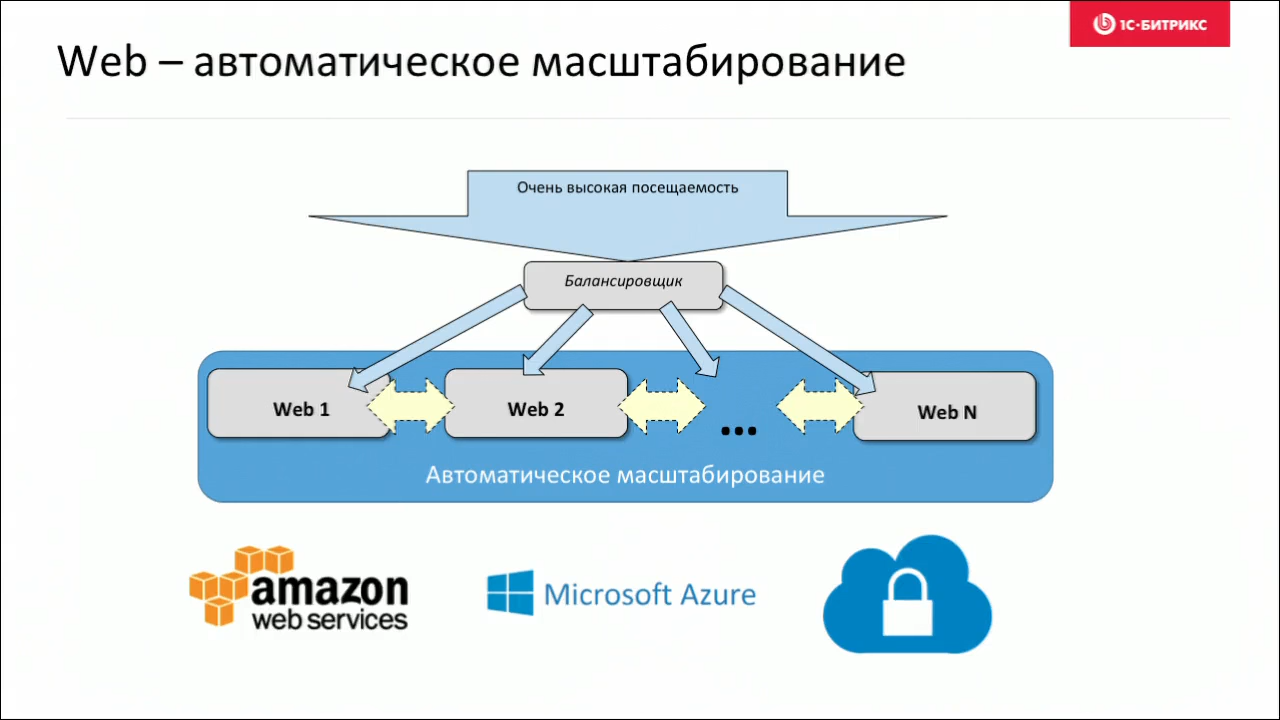 1С-БИТРИКС
Web – автоматическое масштабирование
Очень высокая посещаемость
Балансировщик
Web 1
Web 2
...
Web N
Автоматическое масштабирование
amazon
web services
Microsoft Azure